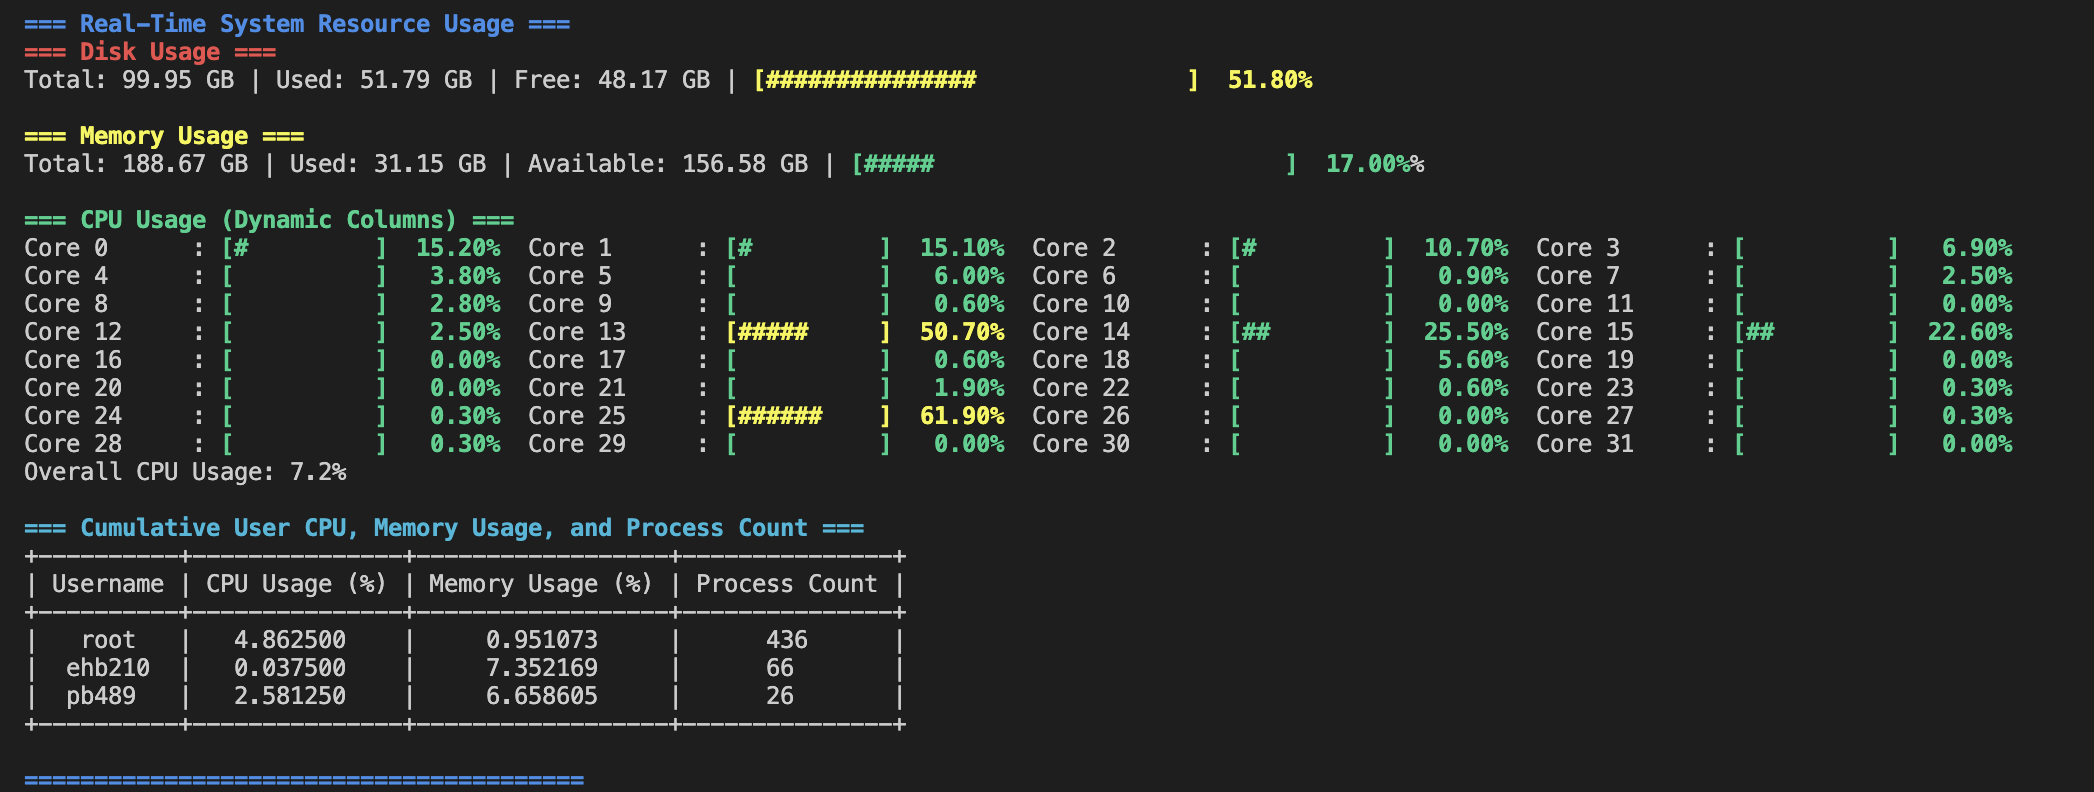 === Real-Time System Resource Usage ===
=== Disk Usage ===
Total: 99.95 GB | Used: 51.79 GB | Free: 48.17 GB | [###############               ]  51.80%
=== Memory Usage ===
Total: 188.67 GB | Used: 31.15 GB | Available: 156.58 GB | [#####                         ]  17.00%%
=== CPU Usage (Dynamic Columns) ===
Core 0      : [#         ]  15.20%  Core 1      : [#         ]  15.10%  Core 2      : [#         ]  10.70%  Core 3      : [          ]   6.90%
Core 4      : [          ]   3.80%  Core 5      : [          ]   6.00%  Core 6      : [          ]   0.90%  Core 7      : [          ]   2.50%
Core 8      : [          ]   2.80%  Core 9      : [          ]   0.60%  Core 10     : [          ]   0.00%  Core 11     : [          ]   0.00%
Core 12     : [          ]   2.50%  Core 13     : [#####     ]  50.70%  Core 14     : [##        ]  25.50%  Core 15     : [##        ]  22.60%
Core 16     : [          ]   0.00%  Core 17     : [          ]   0.60%  Core 18     : [          ]   5.60%  Core 19     : [          ]   0.00%
Core 20     : [          ]   0.00%  Core 21     : [          ]   1.90%  Core 22     : [          ]   0.60%  Core 23     : [          ]   0.30%
Core 24     : [          ]   0.30%  Core 25     : [######    ]  61.90%  Core 26     : [          ]   0.00%  Core 27     : [          ]   0.30%
Core 28     : [          ]   0.30%  Core 29     : [          ]   0.00%  Core 30     : [          ]   0.00%  Core 31     : [          ]   0.00%
Overall CPU Usage: 7.2%
=== Cumulative User CPU, Memory Usage, and Process Count ===
+----------+---------------+------------------+---------------+
| Username | CPU Usage (%) | Memory Usage (%) | Process Count |
+----------+---------------+------------------+---------------+
|   root   |   4.862500    |     0.951073     |      436      |
|  ehb210  |   0.037500    |     7.352169     |      66       |
|  pb489   |   2.581250    |     6.658605     |      26       |
+----------+---------------+------------------+---------------+
========================================